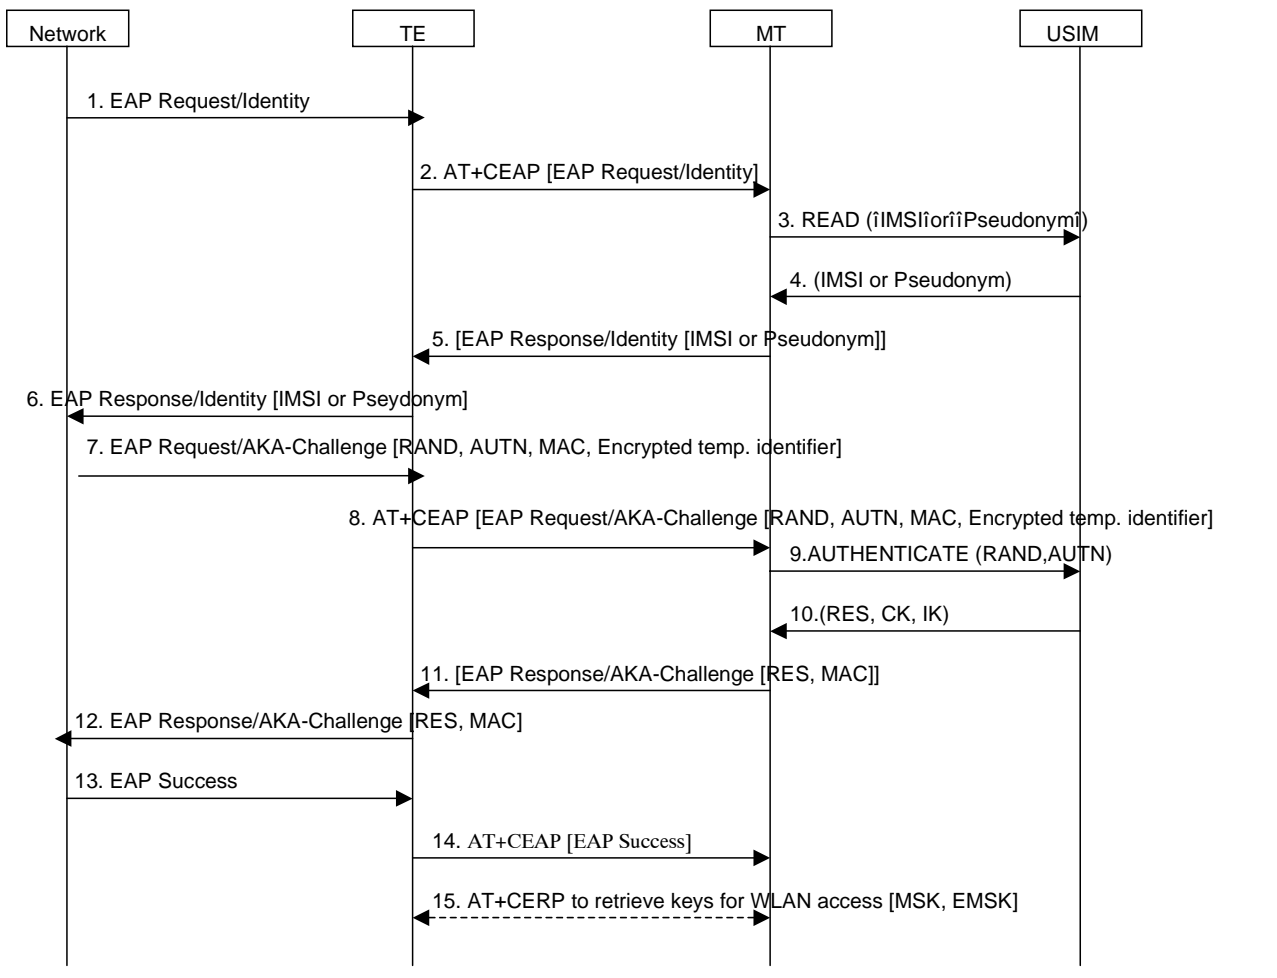 Network
TE
MT
USIM
1. EAP Request/Identity
2. AT+CEAP [EAP Request/Identity]
3. READ (îIMSIîorîîPseudonymî)
4. (IMSI or Pseudonym)
5. [EAP Response/Identity [IMSI or Pseudonym]]
6. EAP Response/Identity [IMSI or Pseydonym]
7. EAP Request/AKA-Challenge [RAND, AUTN, MAC, Encrypted temp. identifier]
8. AT+CEAP [EAP Request/AKA-Challenge [RAND, AUTN, MAC, Encrypted temp. identifier]
9.AUTHENTICATE (RAND,AUTN)
10.(RES, CK, IK)
11. [EAP Response/AKA-Challenge [RES, MAC]]
12. EAP Response/AKA-Challenge [RES, MAC]
13. EAP Success
14. AT+CEAP [EAP Success]
15. AT+CERP to retrieve keys for WLAN access [MSK, EMSK]